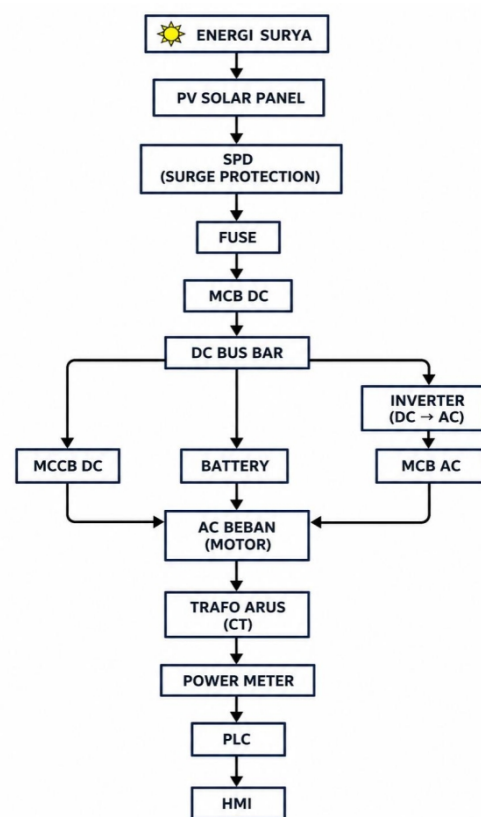 ENERGI SURYA
PV SOLAR PANEL
SPD
(SURGE PROTECTION)
FUSE
MCB DC
DC BUS BAR
INVERTER
(DC → AC)
MCCB DC
BATTERY
MCB AC
AC BEBAN
(MOTOR)
TRAFO ARUS
(CT)
POWER METER
PLC
HMI